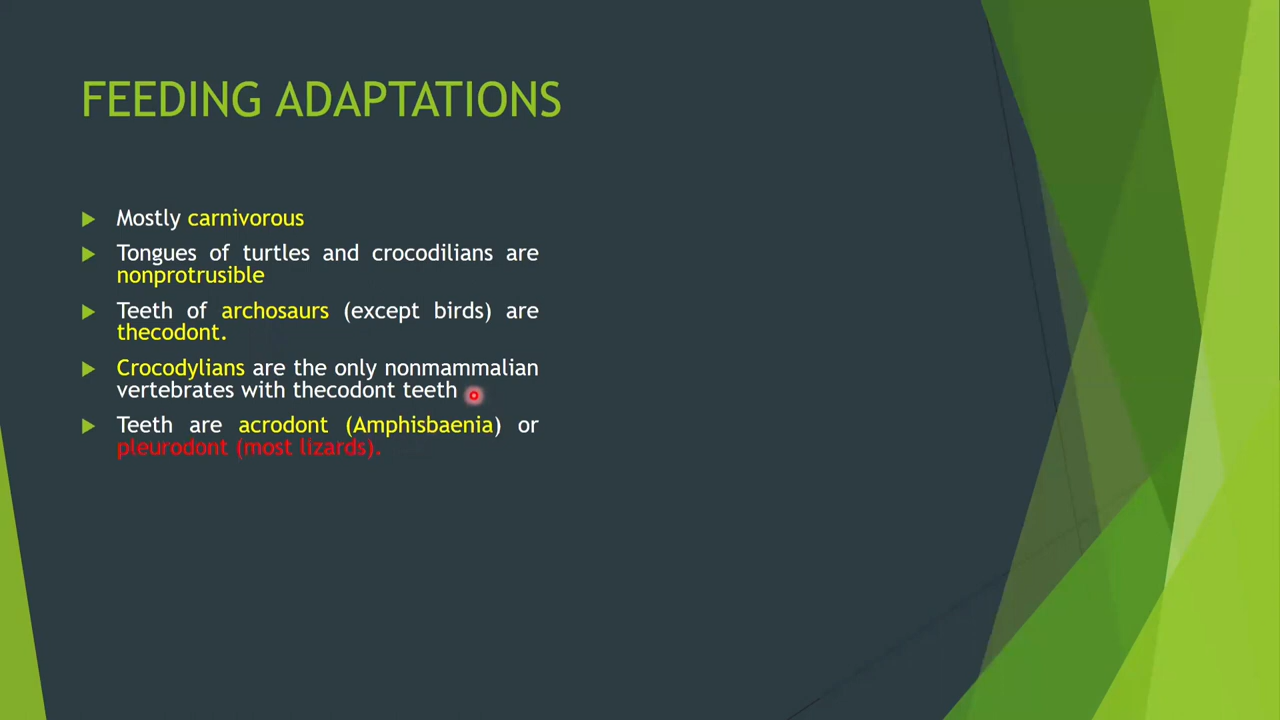 FEEDING ADAPTATIONS
Mostly carnivorous
Tongues of turtles and crocodilians are
nonprotrusible
Teeth of archosaurs (except birds) are
thecodont.
Crocodylians are the only nonmammalian
vertebrates with thecodont teeth
Teeth are acrodont (Amphisbaenia) or
pleurodont (most lizards).